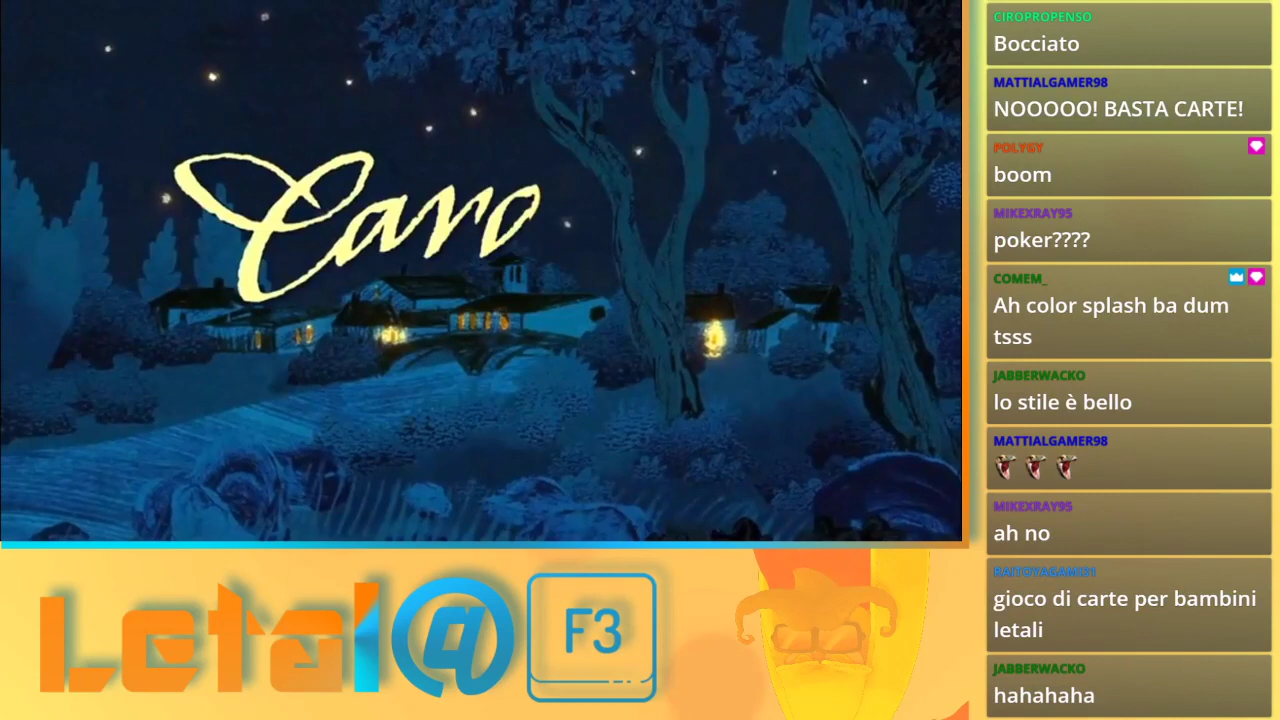 Caro
Letal@
F3
CIROPROPENSO
Bocciato
MATTIALGAMER98
NOOOOO! BASTA CARTE!
POLYGY
boom
MIKEXRAY95
poker????
COMEM_
Ah color splash ba dum
tsss
JABBERWACKO
lo stile è bello
MATTIALGAMER98
MIKEXRAY95
ah no
RAITOYAGAMI31
gioco di carte per bambini
letali
JABBERWACKO
hahahaha